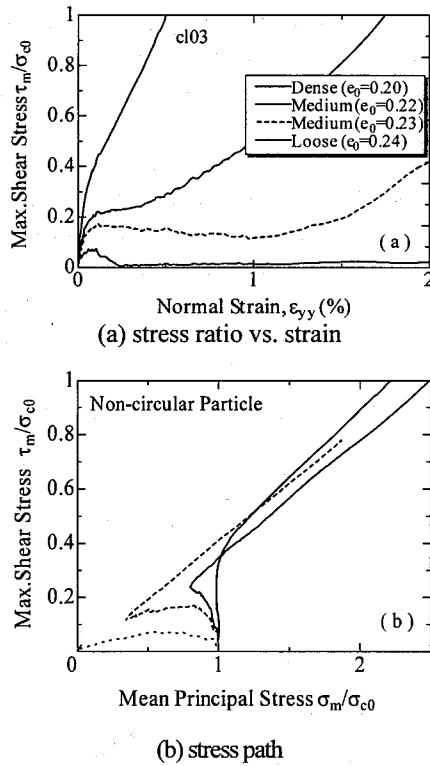 1
0.8
0.6
0.4
0.2
0
Max.Shear Stress τm/σc0
cl03
Dense (e0=0.20)
Medium (e0=0.22)
Medium (e0=0.23)
Loose (e0=0.24)
( a )
0 1 2
Normal Strain, εyy (%)
(a) stress ratio vs. strain
1
0.8
0.6
0.4
0.2
Max.Shear Stress τm/σc0
Non-circular Particle
( b )
0 1 2
Mean Principal Stress σm/σc0
(b) stress path